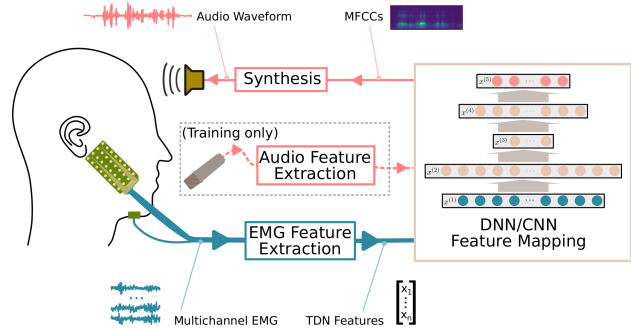 Audio Waveform
MFCCs
Synthesis
(Training only)
Audio Feature
Extraction
x⁽⁵⁾
...
x⁽⁴⁾
...
x⁽³⁾
...
x⁽²⁾
...
x⁽¹⁾
...
DNN/CNN
Feature Mapping
EMG Feature
Extraction
...
Multichannel EMG
TDN Features
x₁
⋮
xₙ